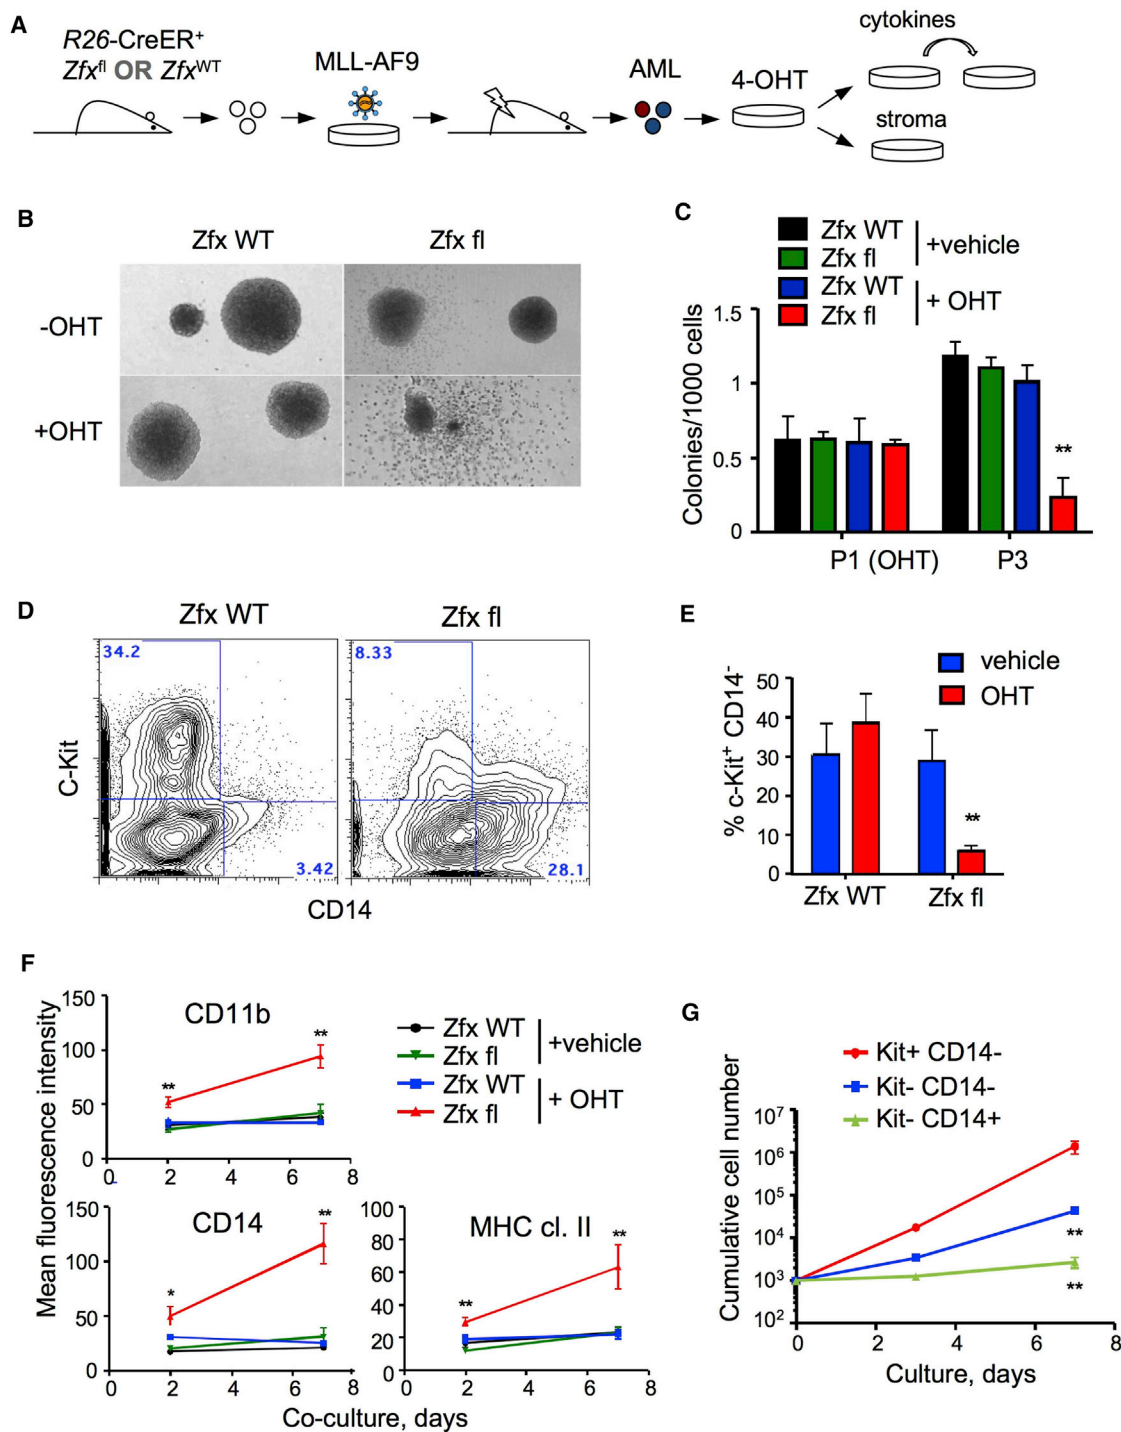 A
R26-CreER⁺
Zfxᶠˡ OR Zfxᵂᵀ
MLL-AF9
AML
4-OHT
cytokines
stroma
B
Zfx WT Zfx fl
-OHT
+OHT
C
Zfx WT
Zfx fl
+vehicle
Zfx WT
Zfx fl
+ OHT
Colonies/1000 cells
1.5
1
0.5
0
**
P1 (OHT) P3
D
Zfx WT Zfx fl
34.2
3.42
8.33
28.1
C-Kit
CD14
E
vehicle
OHT
% c-Kit⁺ CD14⁻
50
40
30
20
10
0
**
Zfx WT Zfx fl
F
Mean fluorescence intensity
CD11b
150
100
50
0
** **
0 2 4 6 8
Zfx WT
Zfx fl
+vehicle
Zfx WT
Zfx fl
+ OHT
CD14
150
100
50
0
* **
0 2 4 6 8
MHC cl. II
100
80
60
40
20
0
** **
0 2 4 6 8
Co-culture, days
G
Kit+ CD14-
Kit- CD14-
Kit- CD14+
Cumulative cell number
10⁷
10⁶
10⁵
10⁴
10³
10²
**
**
0 2 4 6 8
Culture, days